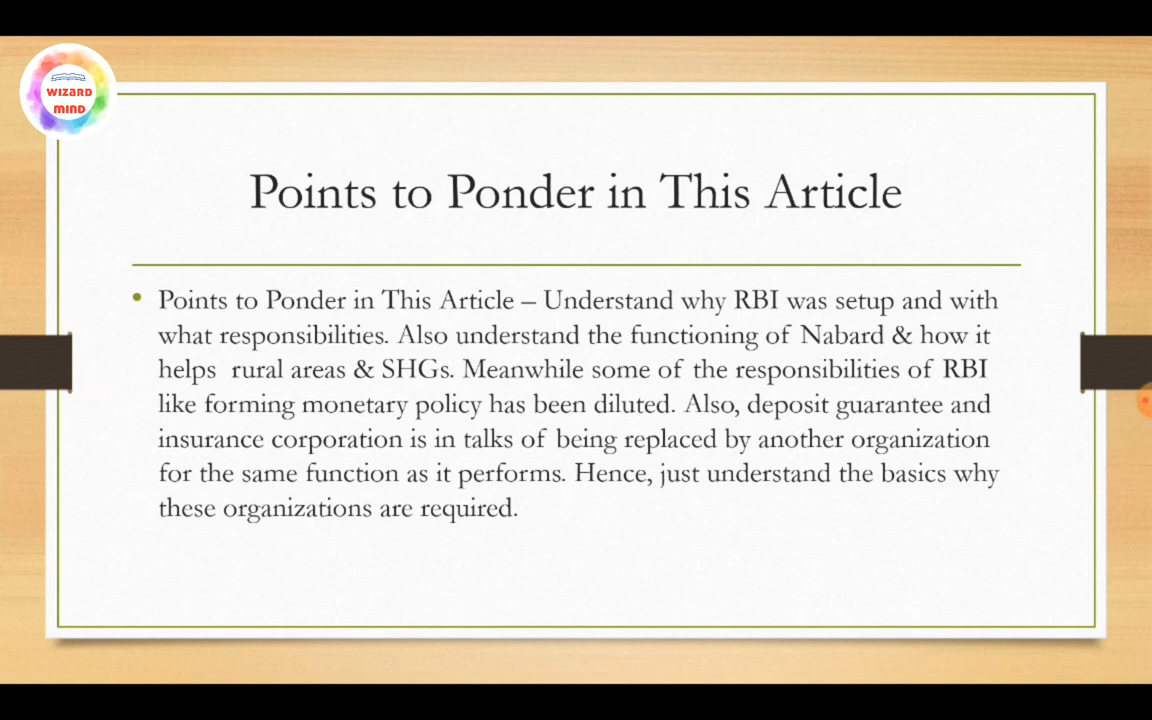 WIZARD
MIND
Points to Ponder in This Article
• Points to Ponder in This Article – Understand why RBI was setup and with
what responsibilities. Also understand the functioning of Nabard & how it
helps rural areas & SHGs. Meanwhile some of the responsibilities of RBI
like forming monetary policy has been diluted. Also, deposit guarantee and
insurance corporation is in talks of being replaced by another organization
for the same function as it performs. Hence, just understand the basics why
these organizations are required.